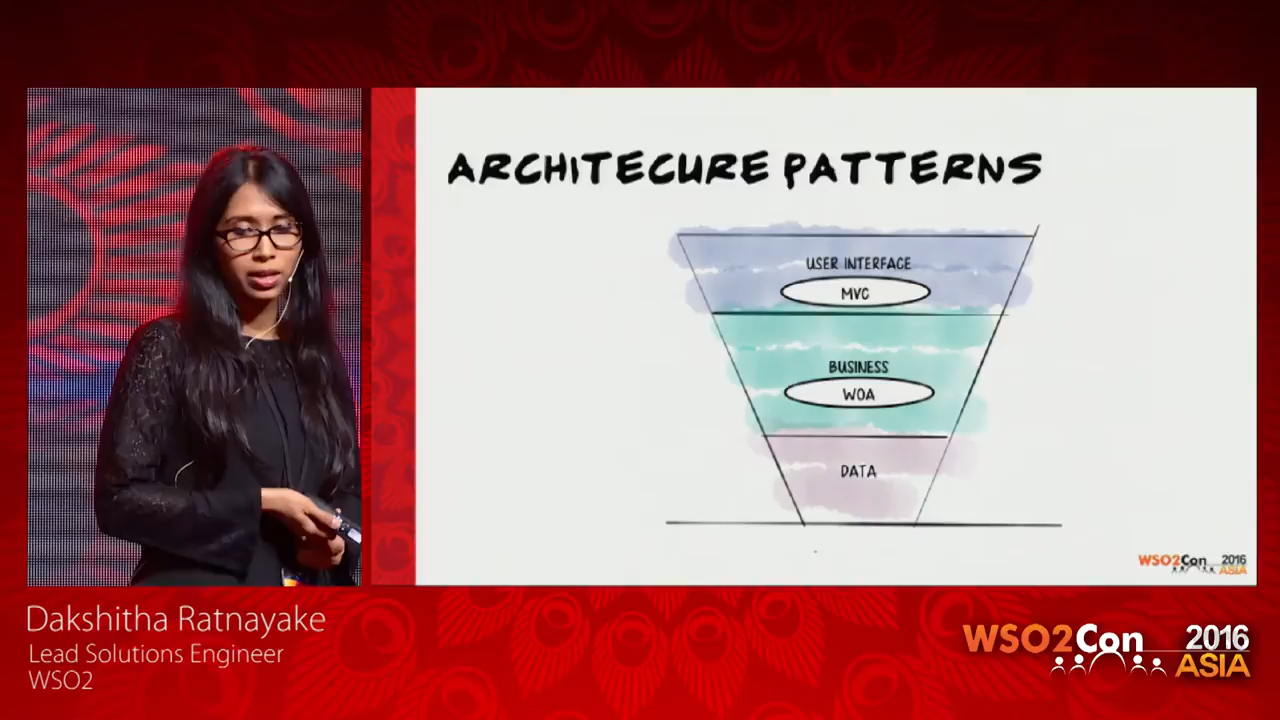 ARCHITECURE PATTERNS
USER INTERFACE
MVC
BUSINESS
WOA
DATA
WSO2Con 2016
ASIA
Dakshitha Ratnayake
Lead Solutions Engineer
WSO2
WSO2Con 2016
ASIA